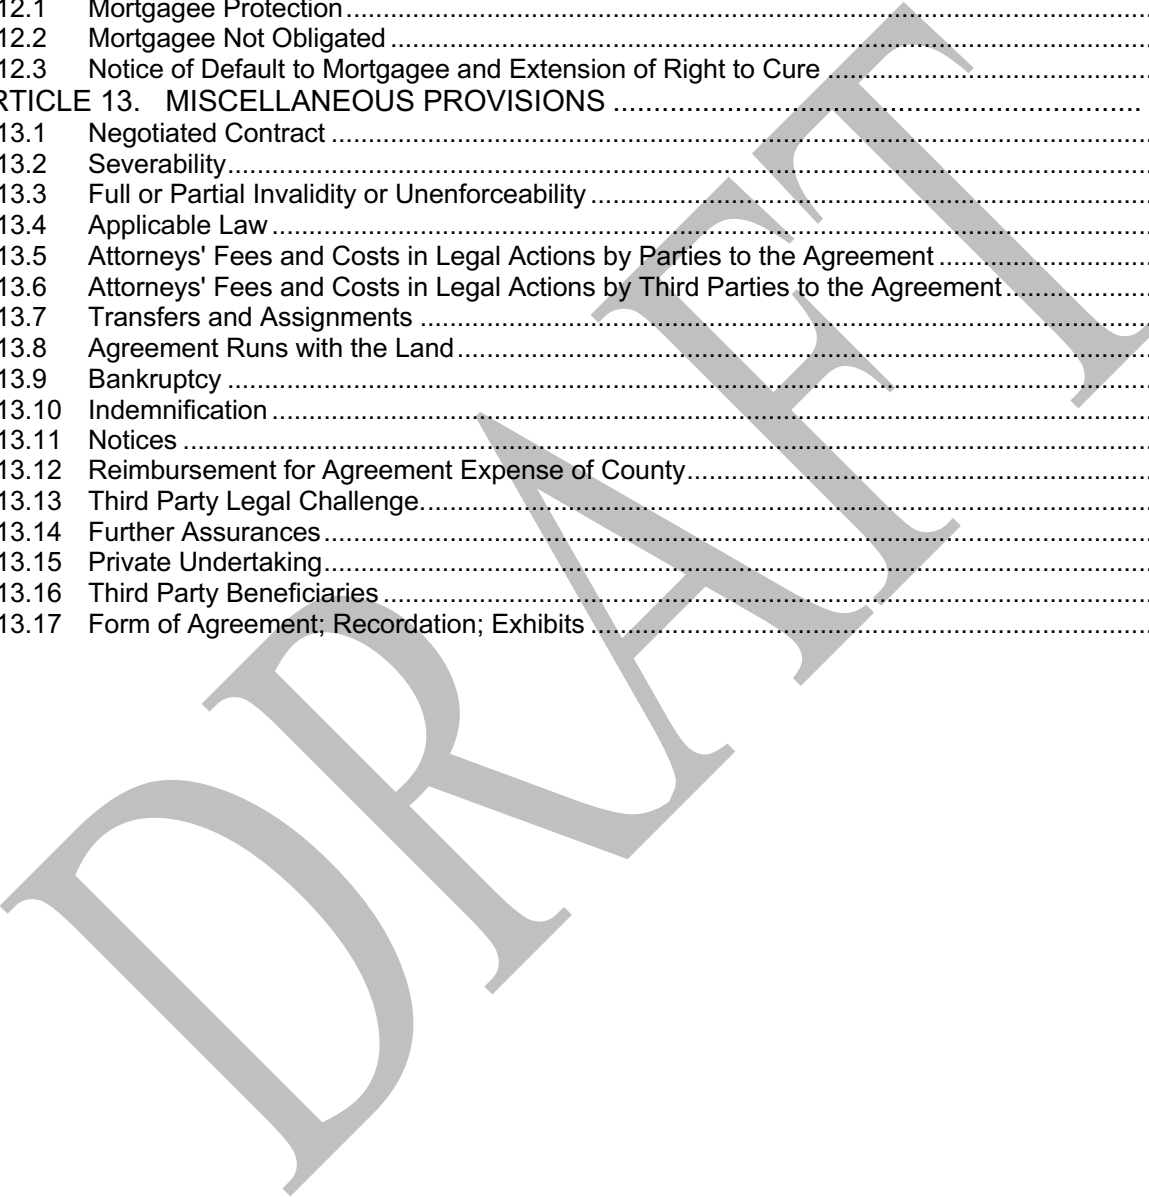 12.1 Mortgagee Protection
12.2 Mortgagee Not Obligated
12.3 Notice of Default to Mortgagee and Extension of Right to Cure
RTICLE 13. MISCELLANEOUS PROVISIONS
13.1 Negotiated Contract
13.2 Severability
13.3 Full or Partial Invalidity or Unenforceability
13.4 Applicable Law
13.5 Attorneys' Fees and Costs in Legal Actions by Parties to the Agreement
13.6 Attorneys' Fees and Costs in Legal Actions by Third Parties to the Agreement
13.7 Transfers and Assignments
13.8 Agreement Runs with the Land
13.9 Bankruptcy
13.10 Indemnification
13.11 Notices
13.12 Reimbursement for Agreement Expense of County
13.13 Third Party Legal Challenge
13.14 Further Assurances
13.15 Private Undertaking
13.16 Third Party Beneficiaries
13.17 Form of Agreement; Recordation; Exhibits
DRAFT